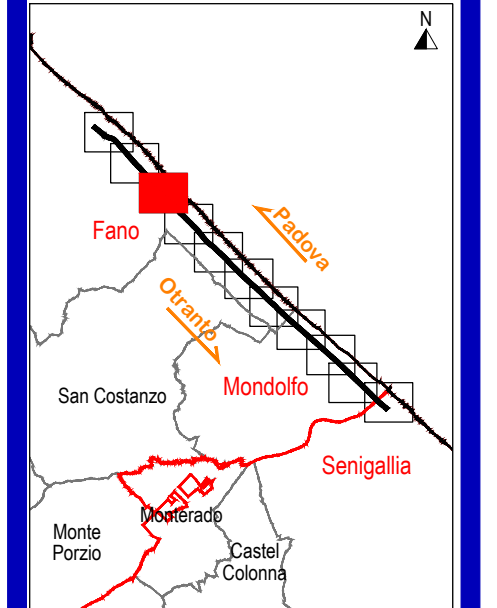 N
Padova
Fano
Otranto
San Costanzo
Mondolfo
Senigallia
Monterado
Monte
Porzio
Castel
Colonna